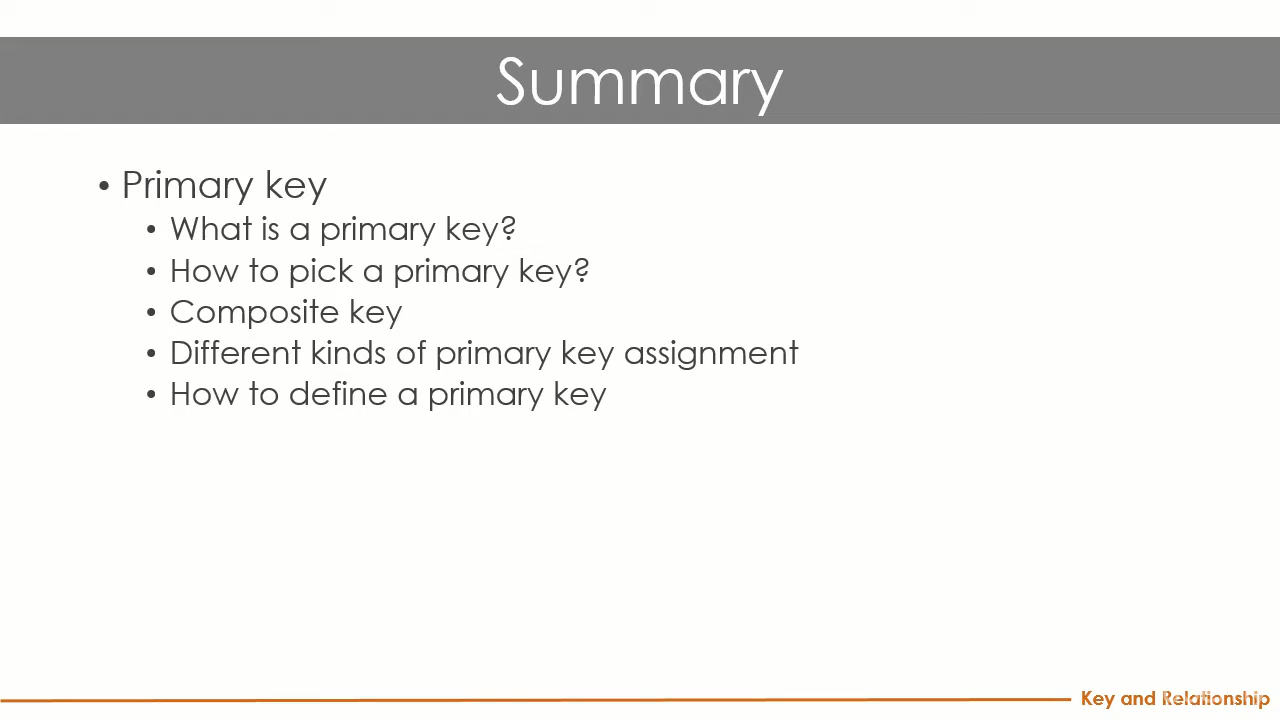 Summary
• Primary key
• What is a primary key?
• How to pick a primary key?
• Composite key
• Different kinds of primary key assignment
• How to define a primary key
Key and Relationship